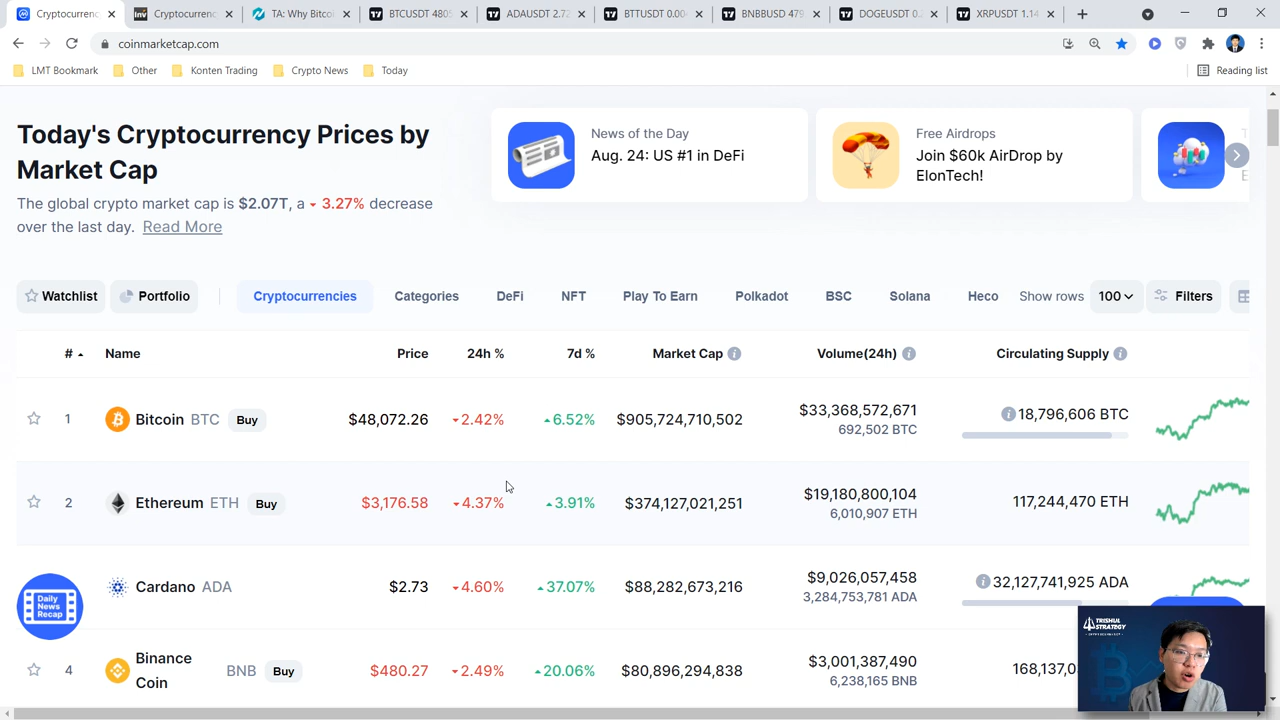 Cryptocurrenc
Cryptocurrenc
TA: Why Bitcoi
BTCUSDT 4805
ADAUSDT 2.72
BTTUSDT 0.00
BNBBUSD 479
DOGEUSDT 0.
XRPUSDT 1.14
coinmarketcap.com
LMT Bookmark
Other
Konten Trading
Crypto News
Today
Reading list
Today's Cryptocurrency Prices by
Market Cap
The global crypto market cap is $2.07T, a 3.27% decrease
over the last day. Read More
News of the Day
Aug. 24: US #1 in DeFi
Free Airdrops
Join $60k AirDrop by
ElonTech!
Watchlist
Portfolio
Cryptocurrencies
Categories
DeFi
NFT
Play To Earn
Polkadot
BSC
Solana
Heco
Show rows
100
Filters
# Name Price 24h % 7d % Market Cap Volume(24h) Circulating Supply
1 Bitcoin BTC Buy $48,072.26 2.42% 6.52% $905,724,710,502 $33,368,572,671 18,796,606 BTC
692,502 BTC
2 Ethereum ETH Buy $3,176.58 4.37% 3.91% $374,127,021,251 $19,180,800,104 117,244,470 ETH
6,010,907 ETH
Cardano ADA $2.73 4.60% 37.07% $88,282,673,216 $9,026,057,458 32,127,741,925 ADA
3,284,753,781 ADA
Daily
News
Recap
4 Binance
Coin
BNB Buy $480.27 2.49% 20.06% $80,896,294,838 $3,001,387,490 168,137,0
6,238,165 BNB
TRISHUL
STRATEGY